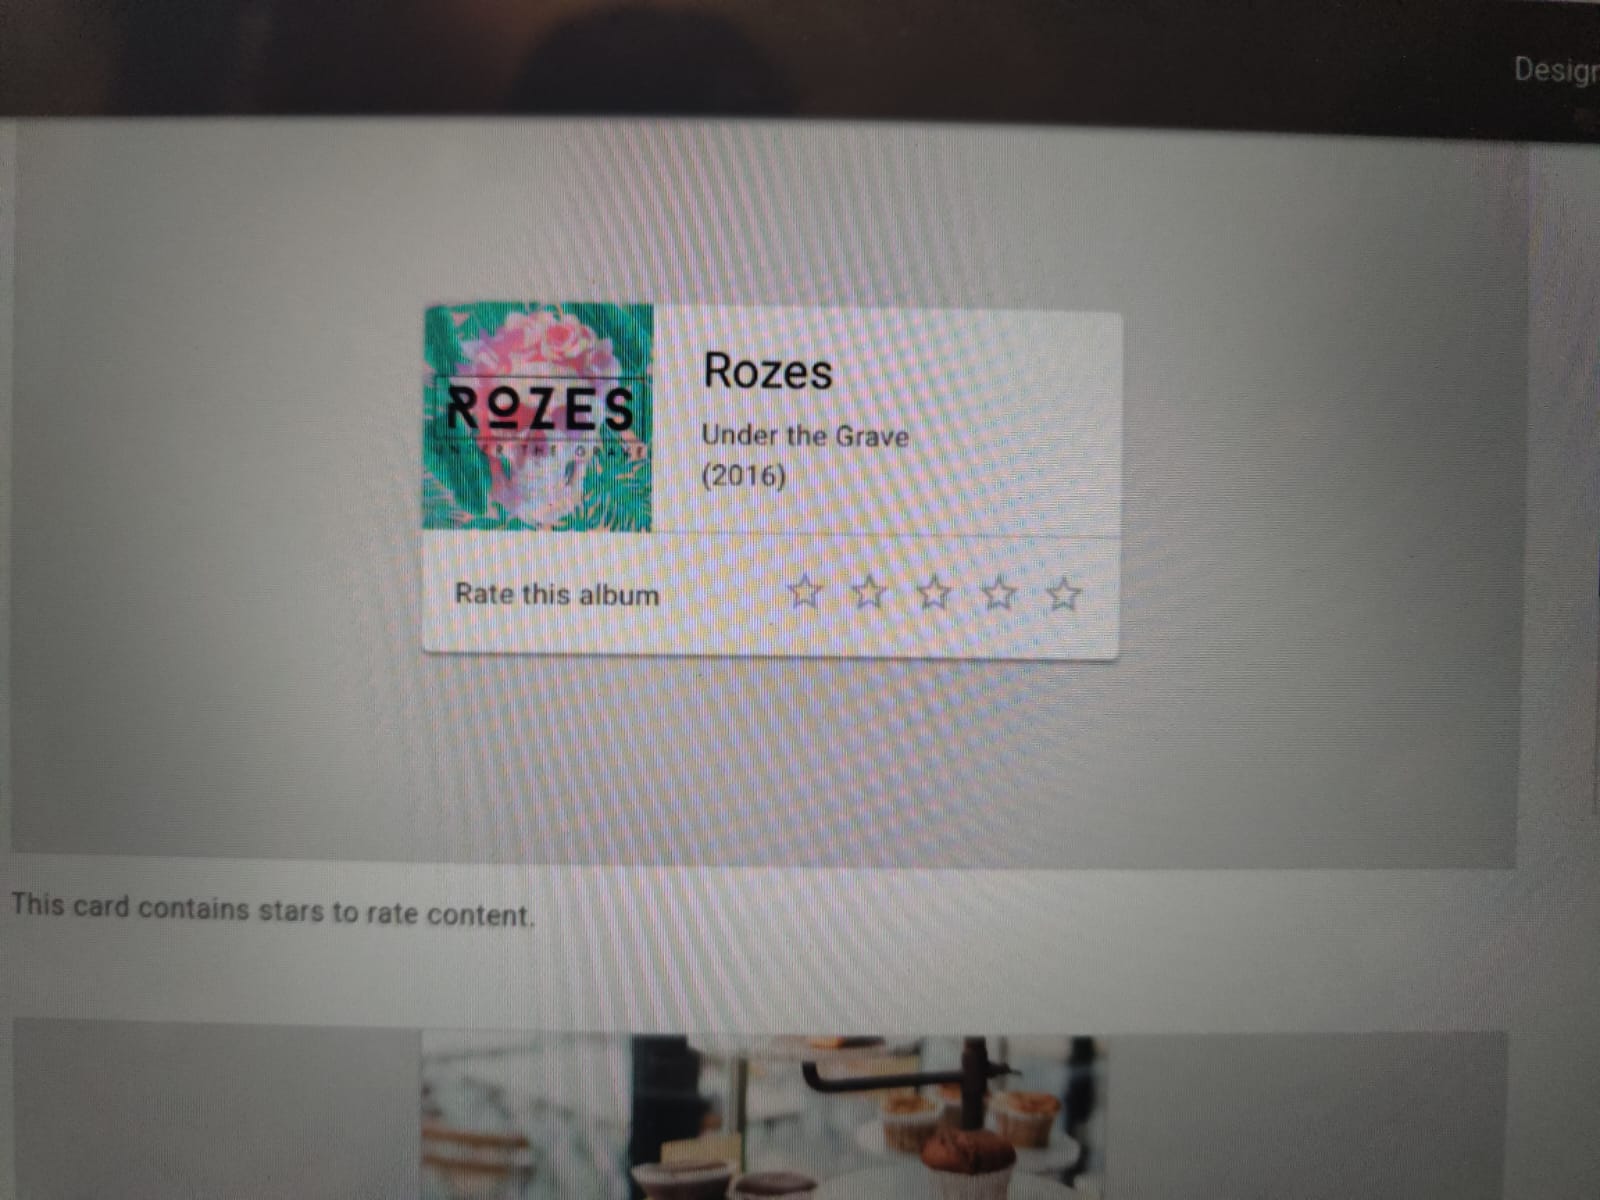 Design
ROZES
UNDER THE GRAVE
Rozes
Under the Grave
(2016)
Rate this album
This card contains stars to rate content.